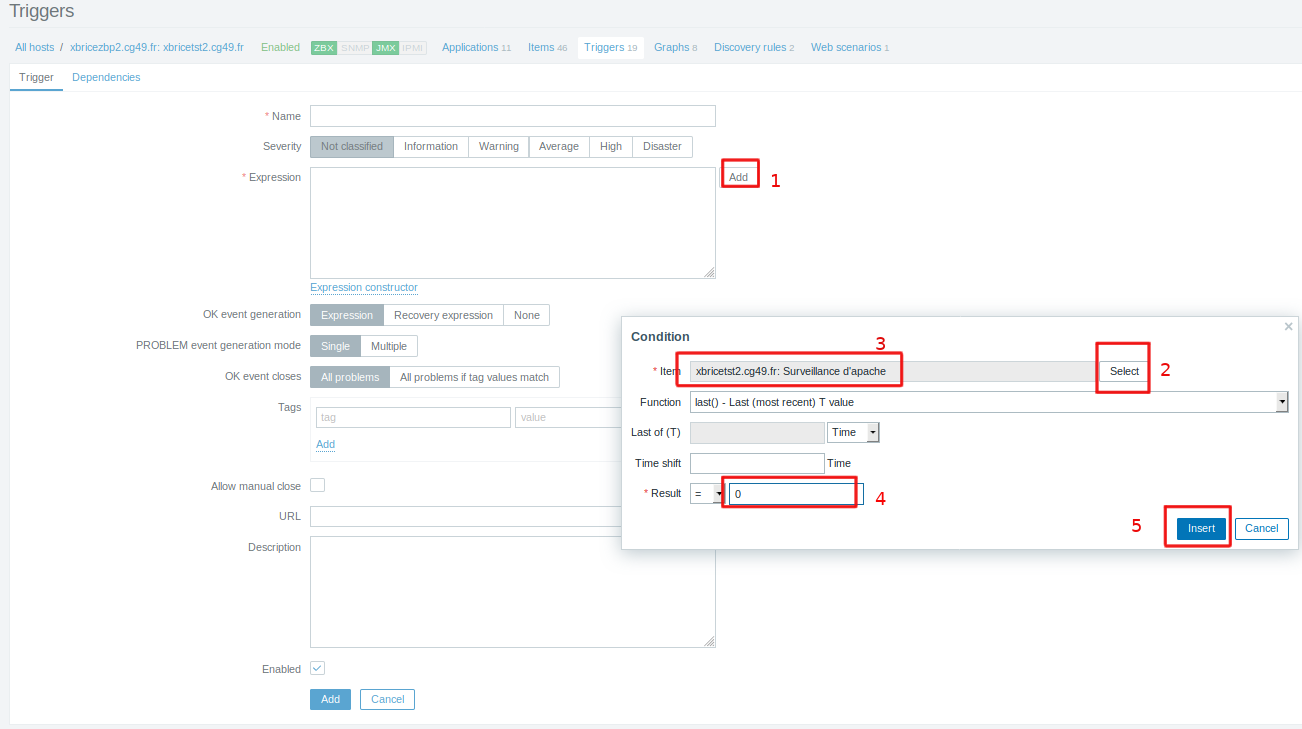 Triggers
All hosts / xbricezbp2.cg49.fr: xbricetst2.cg49.fr Enabled ZBX SNMP JMX IPMI Applications 11 Items 46 Triggers 19 Graphs 8 Discovery rules 2 Web scenarios 1
Trigger Dependencies
* Name
Severity Not classified Information Warning Average High Disaster
* Expression Add 1
Expression constructor
OK event generation Expression Recovery expression None
PROBLEM event generation mode Single Multiple
OK event closes All problems All problems if tag values match
Tags tag value
Add
Allow manual close
URL
Description
Enabled
Add Cancel
Condition ×
3
* Item xbricetst2.cg49.fr: Surveillance d'apache Select 2
Function last() - Last (most recent) T value
Last of (T) Time
Time shift Time
* Result = 0 4
5 Insert Cancel